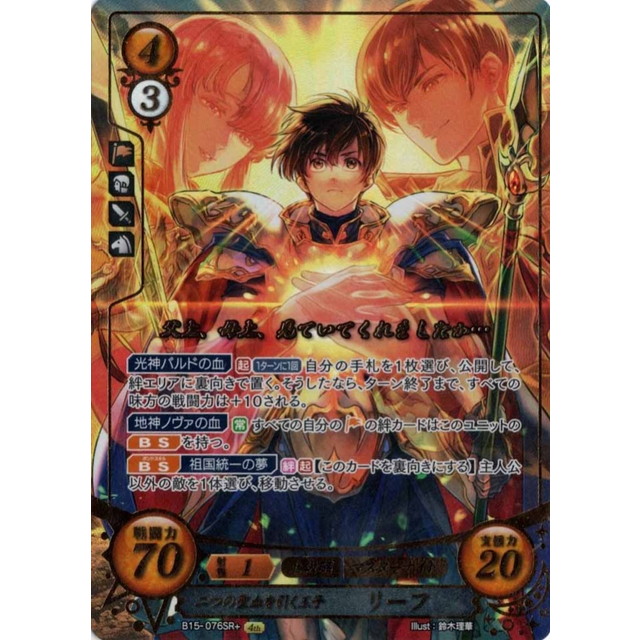 4
3
父上、母上、見ていてくれましたか…
光神バルドの血 起 1ターンに1回 自分の手札を1枚選び、公開して、
絆エリアに裏向きで置く。そうしたなら、ターン終了まで、すべての
味方の戦闘力は+10される。
地神ノヴァの血 常 すべての自分の の絆カードはこのユニットの
BS を持つ。
BS 祖国統一の夢 絆 起 【このカードを裏向きにする】主人公
以外の敵を1体選び、移動させる。
戦闘力
70
射程 1
支援力
20
二つの聖血を引く王子 リーフ
B15-076SR+ 4th Illust:鈴木理華